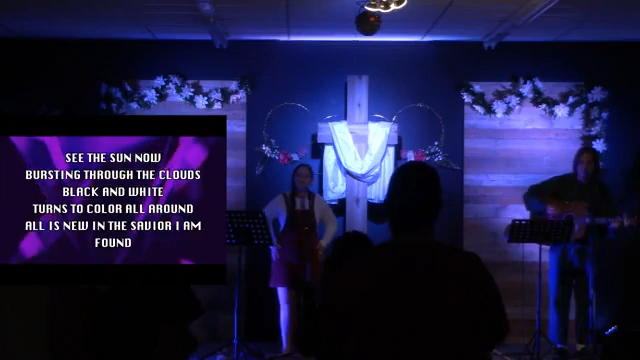 SEE THE SUN NOW
BURSTING THROUGH THE CLOUDS
BLACK AND WHITE
TURNS TO COLOR ALL AROUND
ALL IS NEW IN THE SAVIOR I AM
FOUND